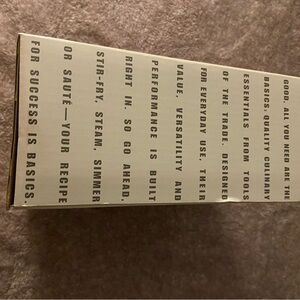 GOOD, ALL YOU NEED ARE THE
BASICS. QUALITY CULINARY
ESSENTIALS FROM TOOLS
OF THE TRADE. DESIGNED
FOR EVERYDAY USE, THEIR
VALUE, VERSATILITY AND
PERFORMANCE IS BUILT
RIGHT IN. SO GO AHEAD.
STIR-FRY, STEAM, SIMMER
OR SAUTÉ—YOUR RECIPE
FOR SUCCESS IS BASICS